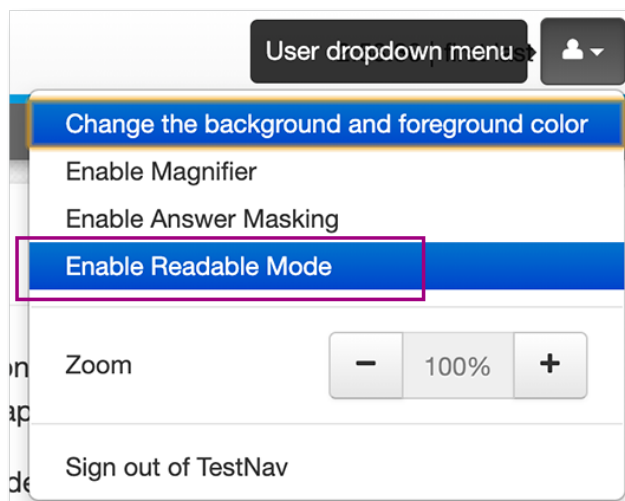 User dropdown menu
Change the background and foreground color
Enable Magnifier
Enable Answer Masking
Enable Readable Mode
Zoom − 100% +
Sign out of TestNav